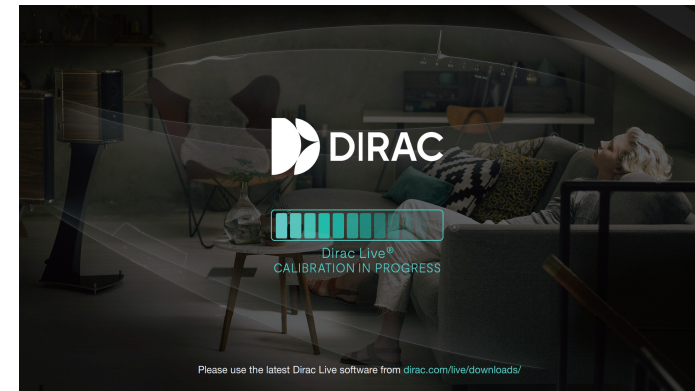 DIRAC
Dirac Live®
CALIBRATION IN PROGRESS
Please use the latest Dirac Live software from dirac.com/live/downloads/